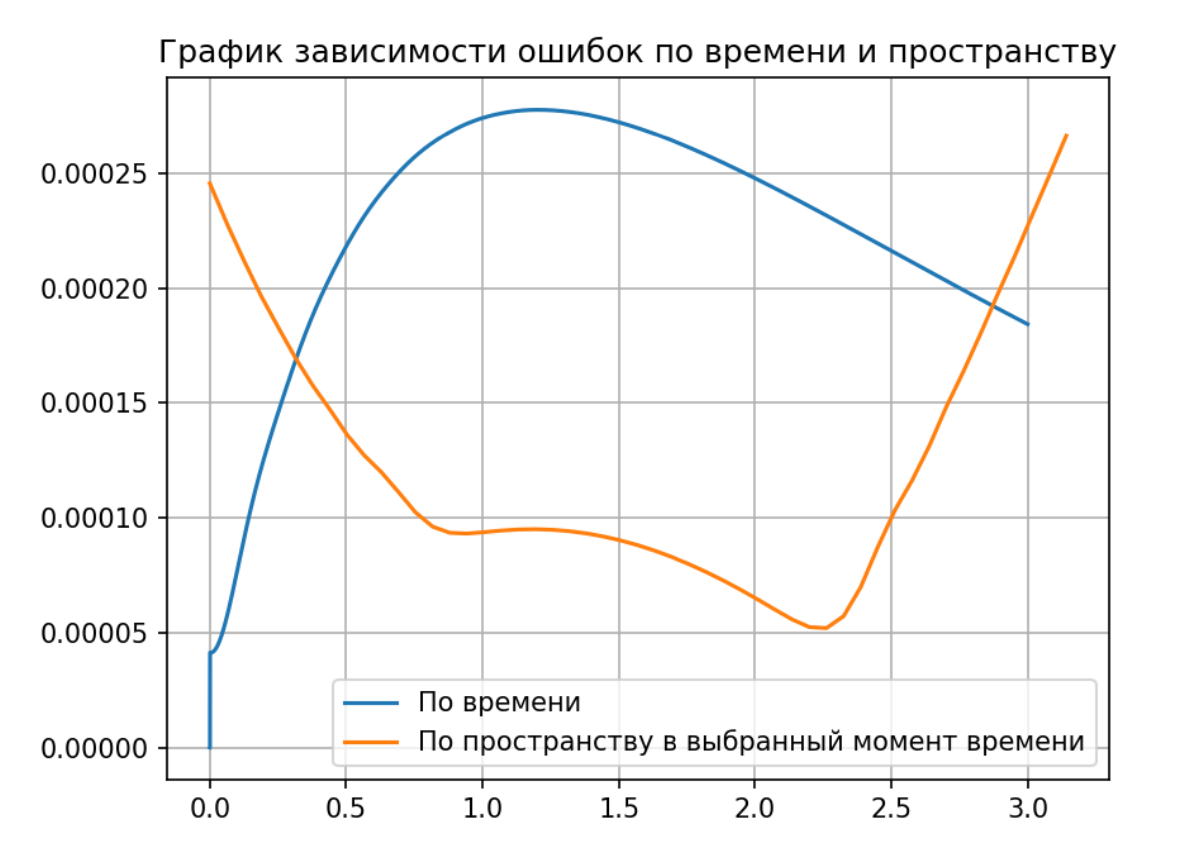 График зависимости ошибок по времени и пространству
0.00025
0.00020
0.00015
0.00010
0.00005
0.00000
По времени
По пространству в выбранный момент времени
0.0 0.5 1.0 1.5 2.0 2.5 3.0